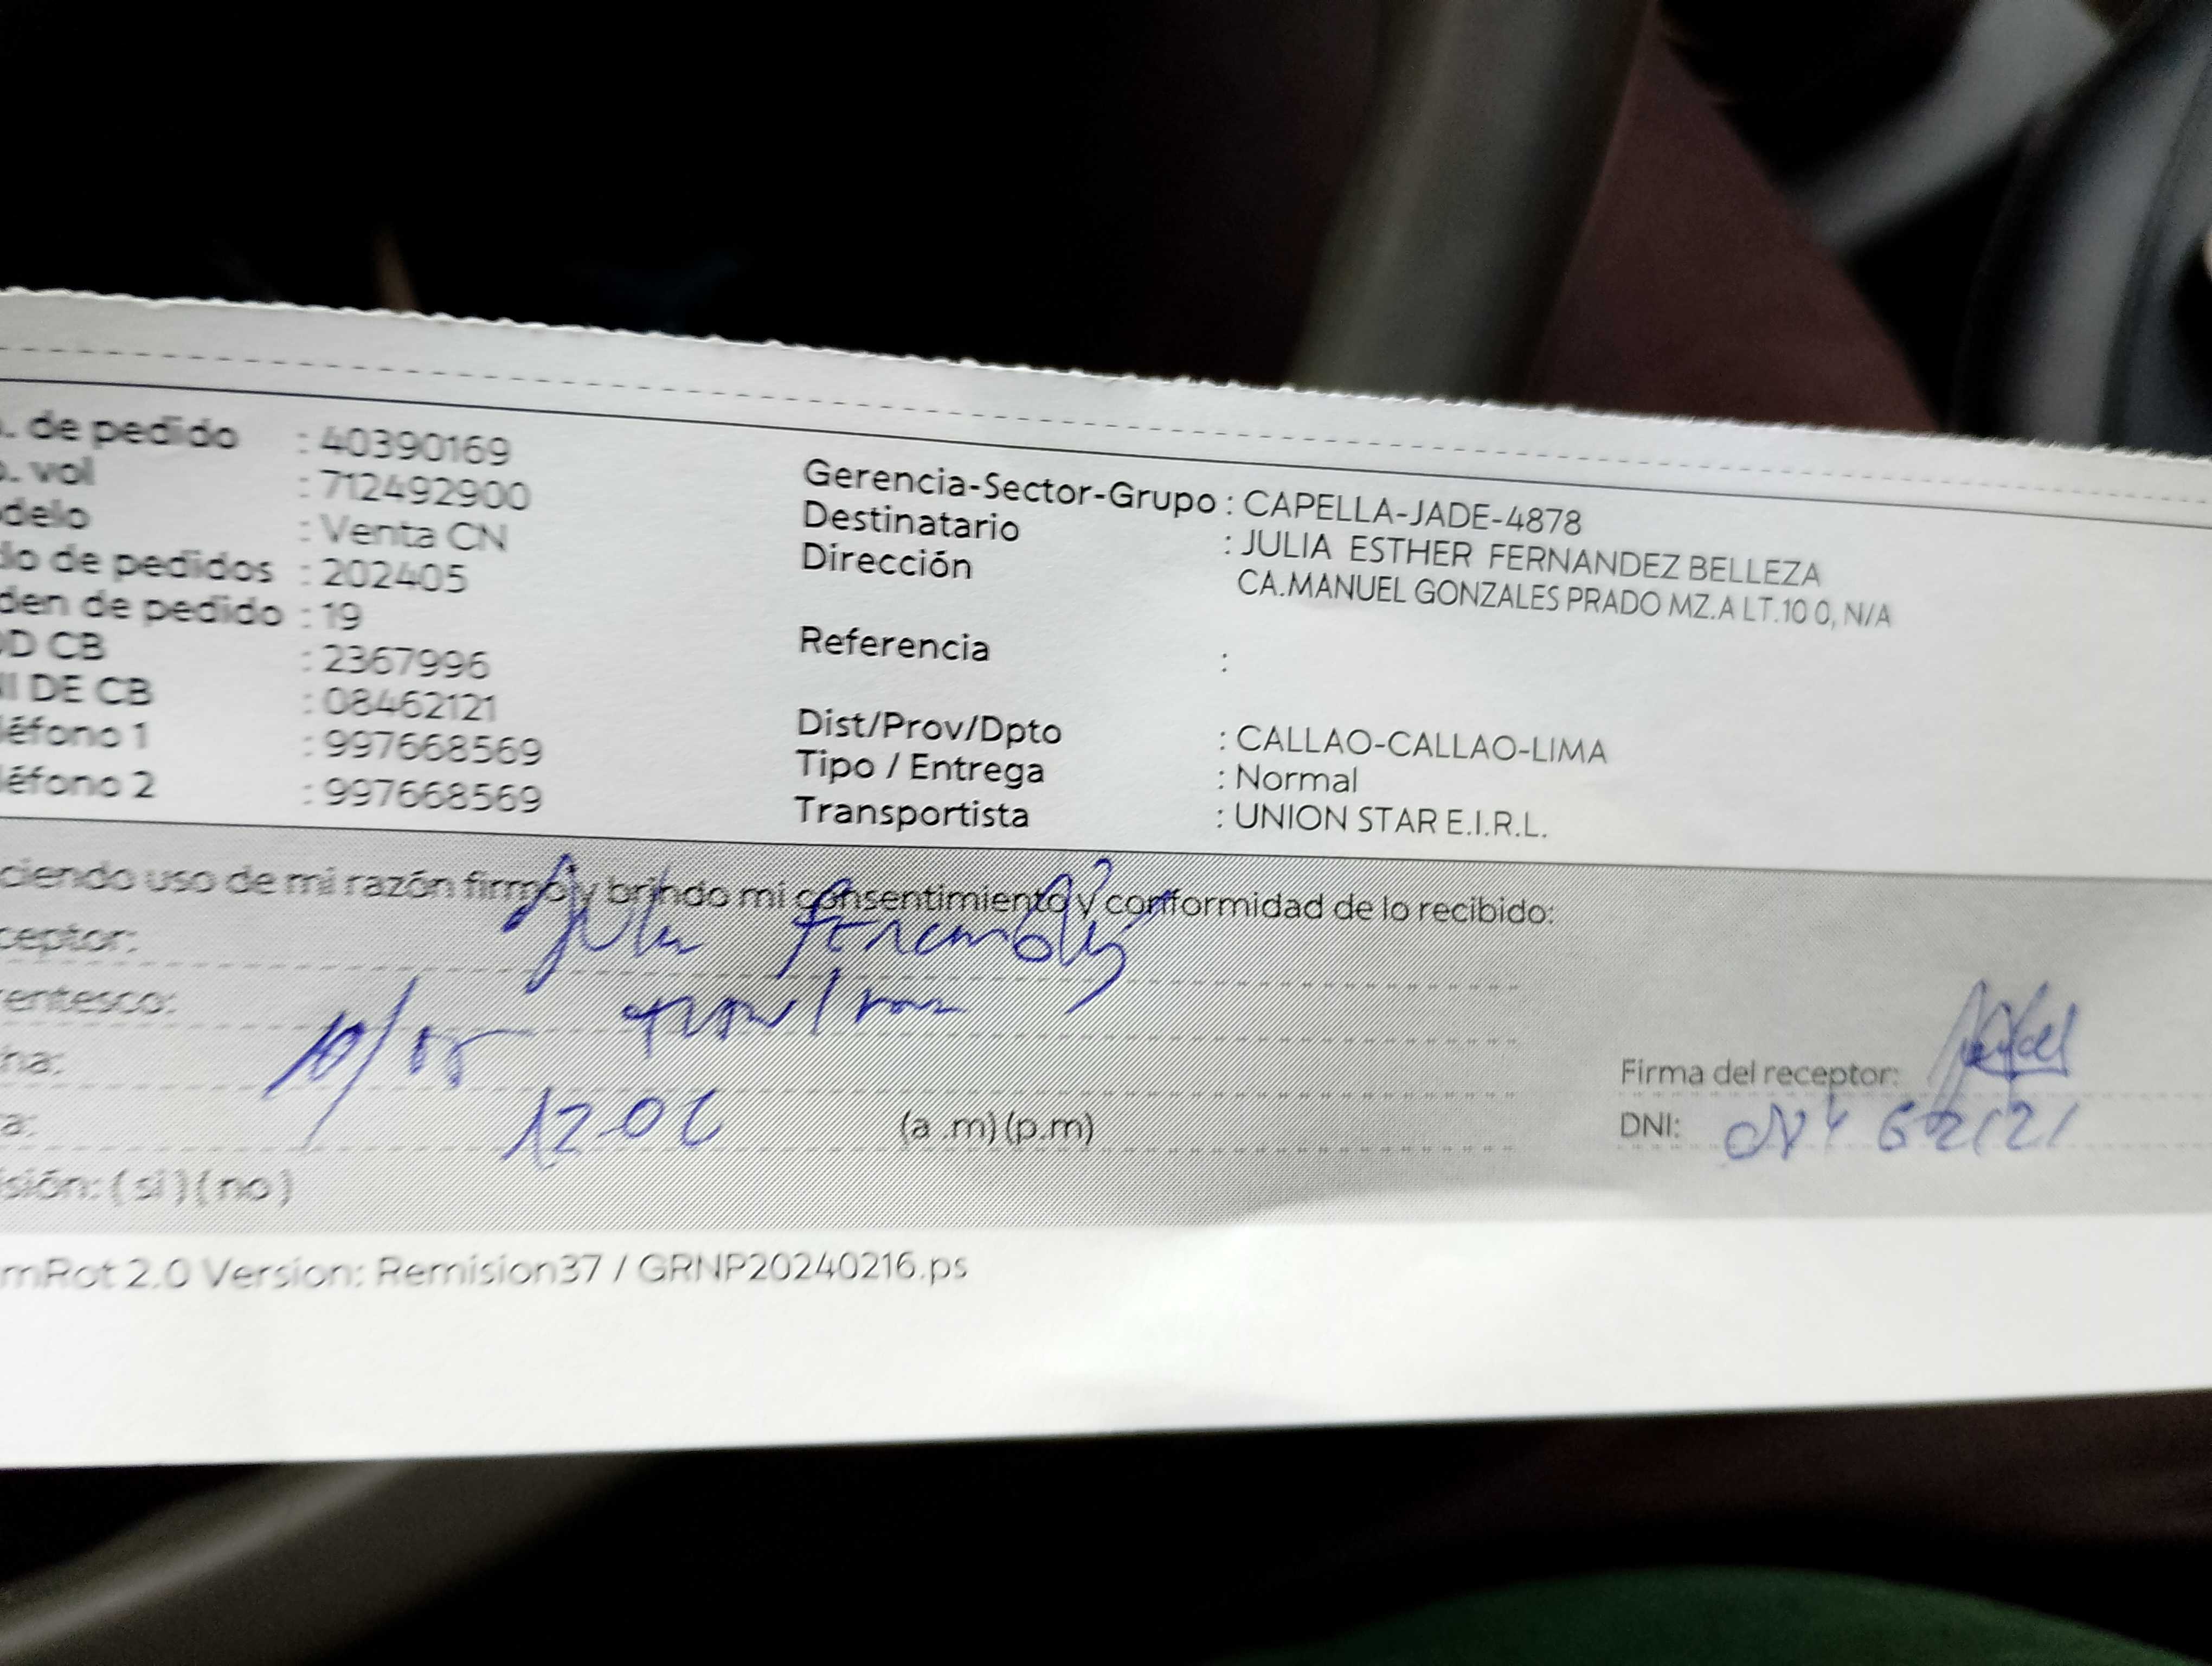 . de pedido : 40390169
. vol : 712492900
delo : Venta CN
do de pedidos : 202405
den de pedido : 19
D CB : 2367996
NI DE CB : 08462121
léfono 1 : 997668569
léfono 2 : 997668569
Gerencia-Sector-Grupo : CAPELLA-JADE-4878
Destinatario : JULIA ESTHER FERNANDEZ BELLEZA
Dirección CA.MANUEL GONZALES PRADO MZ.A LT.10 0, N/A
Referencia :
Dist/Prov/Dpto : CALLAO-CALLAO-LIMA
Tipo / Entrega : Normal
Transportista : UNION STAR E.I.R.L.
ciendo uso de mi razón firmo y brindo mi consentimiento y conformidad de lo recibido:
ceptor: Julia Fernandez
rentesco:
ha: 10/05
a: (a .m) (p.m)
Firma del receptor:
DNI:
sión: ( si ) ( no )
mRot 2.0 Version: Remision37 / GRNP20240216.ps